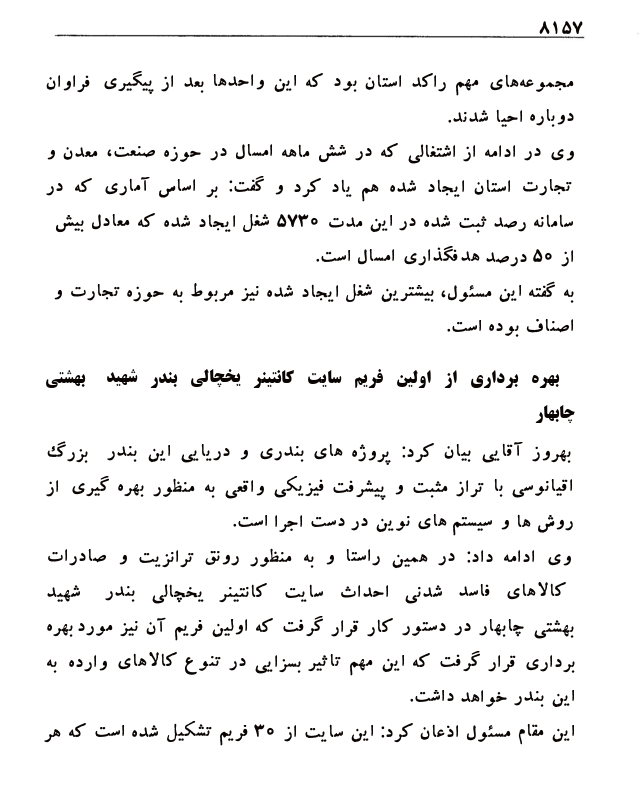 ۸۱۵۷
مجموعه‌های مهم راکد استان بود که این واحدها بعد از پیگیری فراوان
دوباره احیا شدند.
وی در ادامه از اشتغالی که در شش ماهه امسال در حوزه صنعت، معدن و
تجارت استان ایجاد شده هم یاد کرد و گفت: بر اساس آماری که در
سامانه رصد ثبت شده در این مدت ۵۷۳۰ شغل ایجاد شده که معادل بیش
از ۵۰ درصد هدفگذاری امسال است.
به گفته این مسئول، بیشترین شغل ایجاد شده نیز مربوط به حوزه تجارت و
اصناف بوده است.
بهره برداری از اولین فریم سایت کانتینر یخچالی بندر شهید بهشتی
چابهار
بهروز آقایی بیان کرد: پروژه های بندری و دریایی این بندر بزرگ
اقیانوسی با تراز مثبت و پیشرفت فیزیکی واقعی به منظور بهره گیری از
روش ها و سیستم های نوین در دست اجرا است.
وی ادامه داد: در همین راستا و به منظور رونق ترانزیت و صادرات
کالاهای فاسد شدنی احداث سایت کانتینر یخچالی بندر شهید
بهشتی چابهار در دستور کار قرار گرفت که اولین فریم آن نیز مورد بهره
برداری قرار گرفت که این مهم تاثیر بسزایی در تنوع کالاهای وارده به
این بندر خواهد داشت.
این مقام مسئول اذعان کرد: این سایت از ۳۰ فریم تشکیل شده است که هر